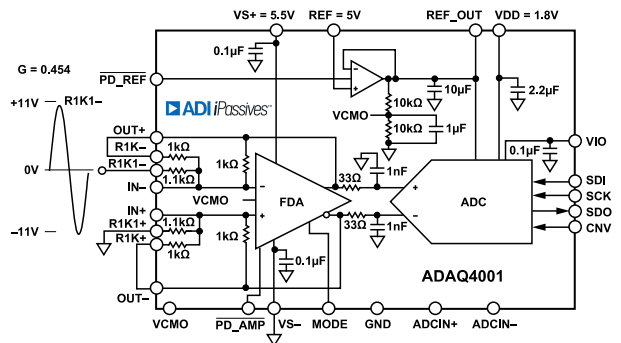 VS+ = 5.5V REF = 5V REF_OUT VDD = 1.8V
0.1µF
G = 0.454
PD_REF
10µF
2.2µF
+11V R1K1–
ADI iPassives™
10kΩ
VCMO
10kΩ
1µF
OUT+
R1K–
1kΩ
1kΩ
0V
R1K1–
1.1kΩ
IN–
VCMO
IN+
R1K1+
1.1kΩ
–11V
R1K+
1kΩ
1kΩ
OUT–
–
+
FDA
33Ω
1nF
33Ω
1nF
0.1µF
+
–
ADC
0.1µF
VIO
SDI
SCK
SDO
CNV
ADAQ4001
VCMO PD_AMP VS– MODE GND ADCIN+ ADCIN–